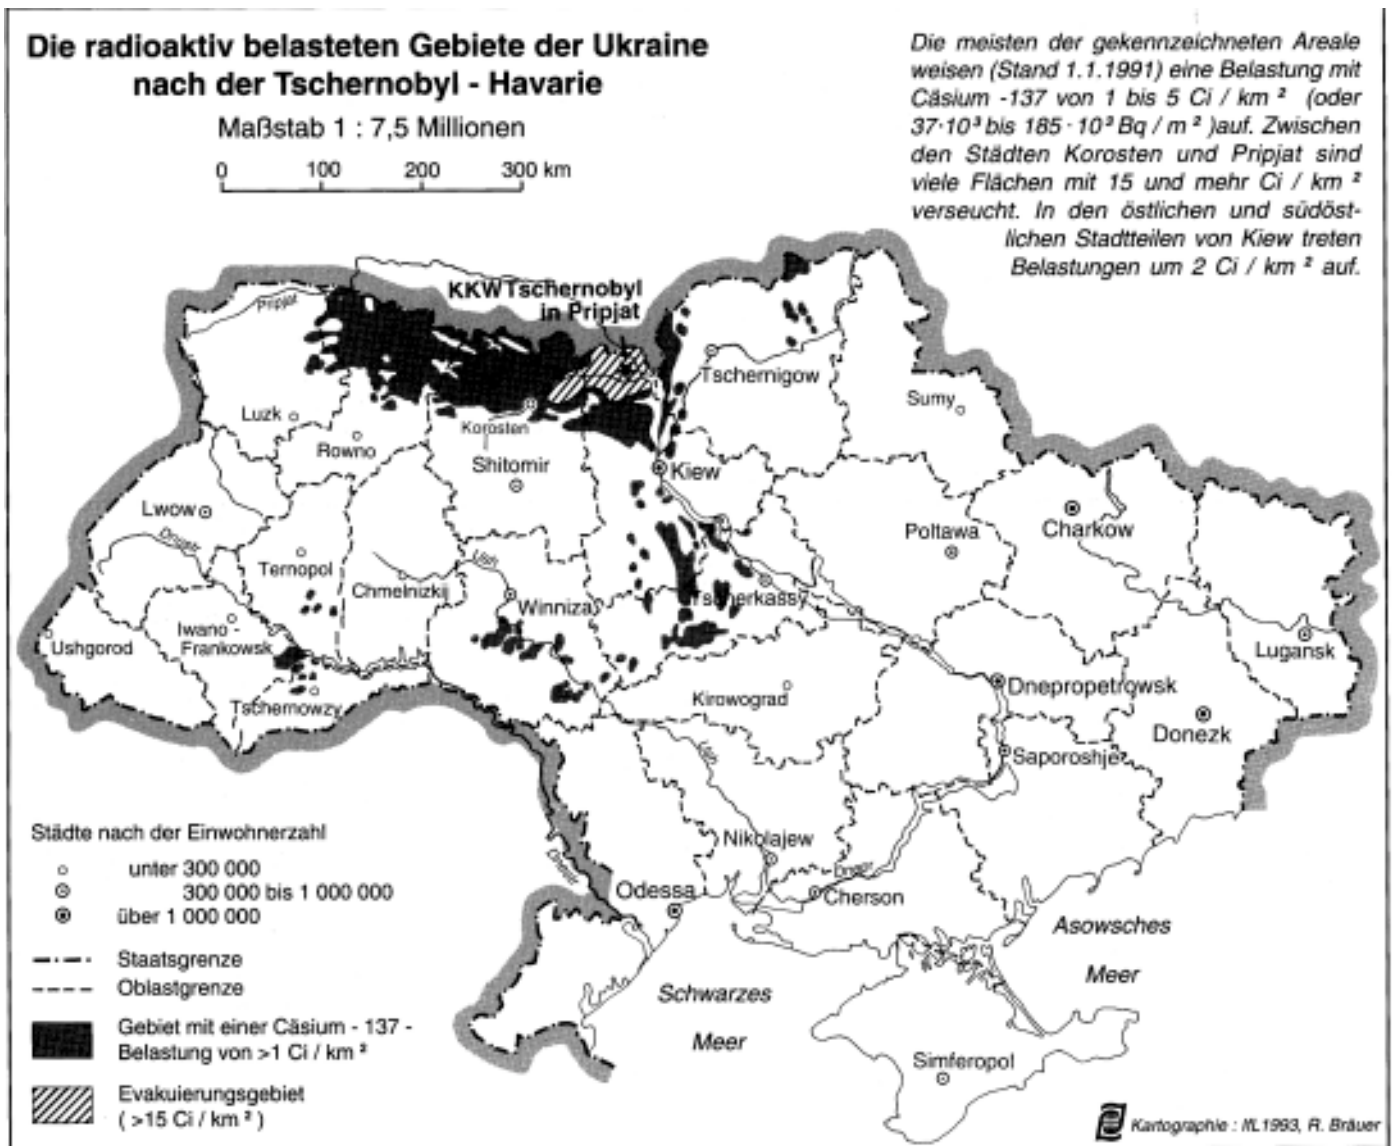 Die radioaktiv belasteten Gebiete der Ukraine
nach der Tschernobyl - Havarie
Maßstab 1 : 7,5 Millionen
0 100 200 300 km
Die meisten der gekennzeichneten Areale
weisen (Stand 1.1.1991) eine Belastung mit
Cäsium -137 von 1 bis 5 Ci / km ² (oder
37·10³ bis 185 · 10³ Bq / m ² )auf. Zwischen
den Städten Korosten und Pripjat sind
viele Flächen mit 15 und mehr Ci / km ²
verseucht. In den östlichen und südöst-
lichen Stadtteilen von Kiew treten
Belastungen um 2 Ci / km ² auf.
KKWTschernobyl
in Pripjat
Pripjat
Tschernigow
Sumy
Luzk
Korosten
Rowno
Shitomir
Kiew
Lwow
Poltawa
Charkow
Dnestr
Ternopol
Ush
Chmelnizkij
Winniza
Tscherkassy
Iwano -
Frankowsk
Ushgorod
Lugansk
Tschernowzy
Kirowograd
Dnepropetrowsk
Donezk
Ush
Saporoshje
Nikolajew
Dnepr
Dnestr
Odessa
Cherson
Asowsches
Meer
Schwarzes
Meer
Simferopol
Städte nach der Einwohnerzahl
unter 300 000
300 000 bis 1 000 000
über 1 000 000
Staatsgrenze
Oblastgrenze
Gebiet mit einer Cäsium - 137 -
Belastung von >1 Ci / km ²
Evakuierungsgebiet
( >15 Ci / km ² )
Kartographie : IfL1993, R. Bräuer